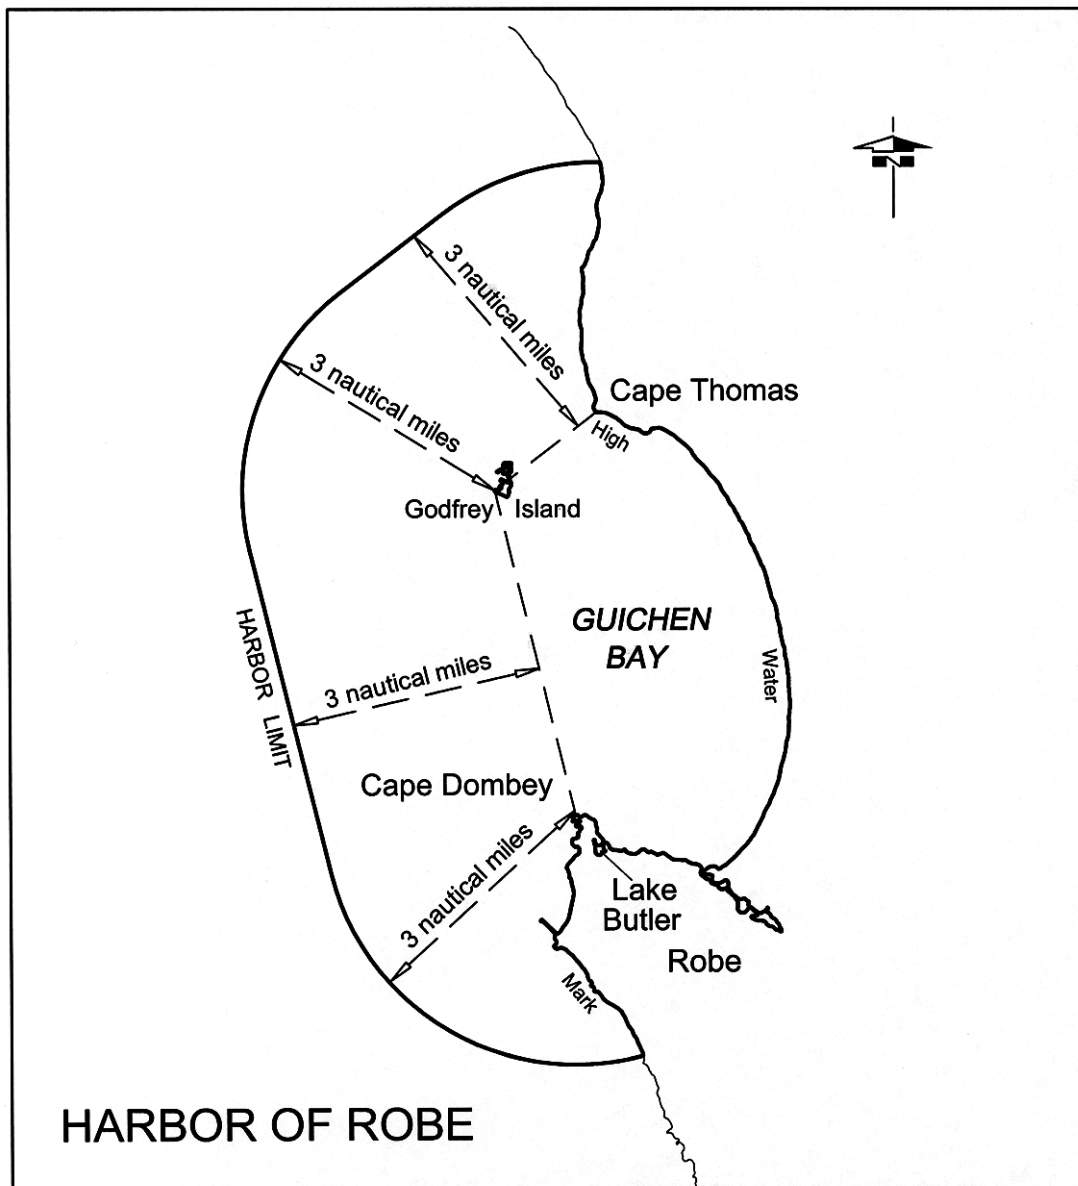 N
3 nautical miles
3 nautical miles
Cape Thomas
High
Godfrey Island
GUICHEN
BAY
HARBOR LIMIT
3 nautical miles
Water
Cape Dombey
3 nautical miles
Lake
Butler
Robe
Mark
HARBOR OF ROBE